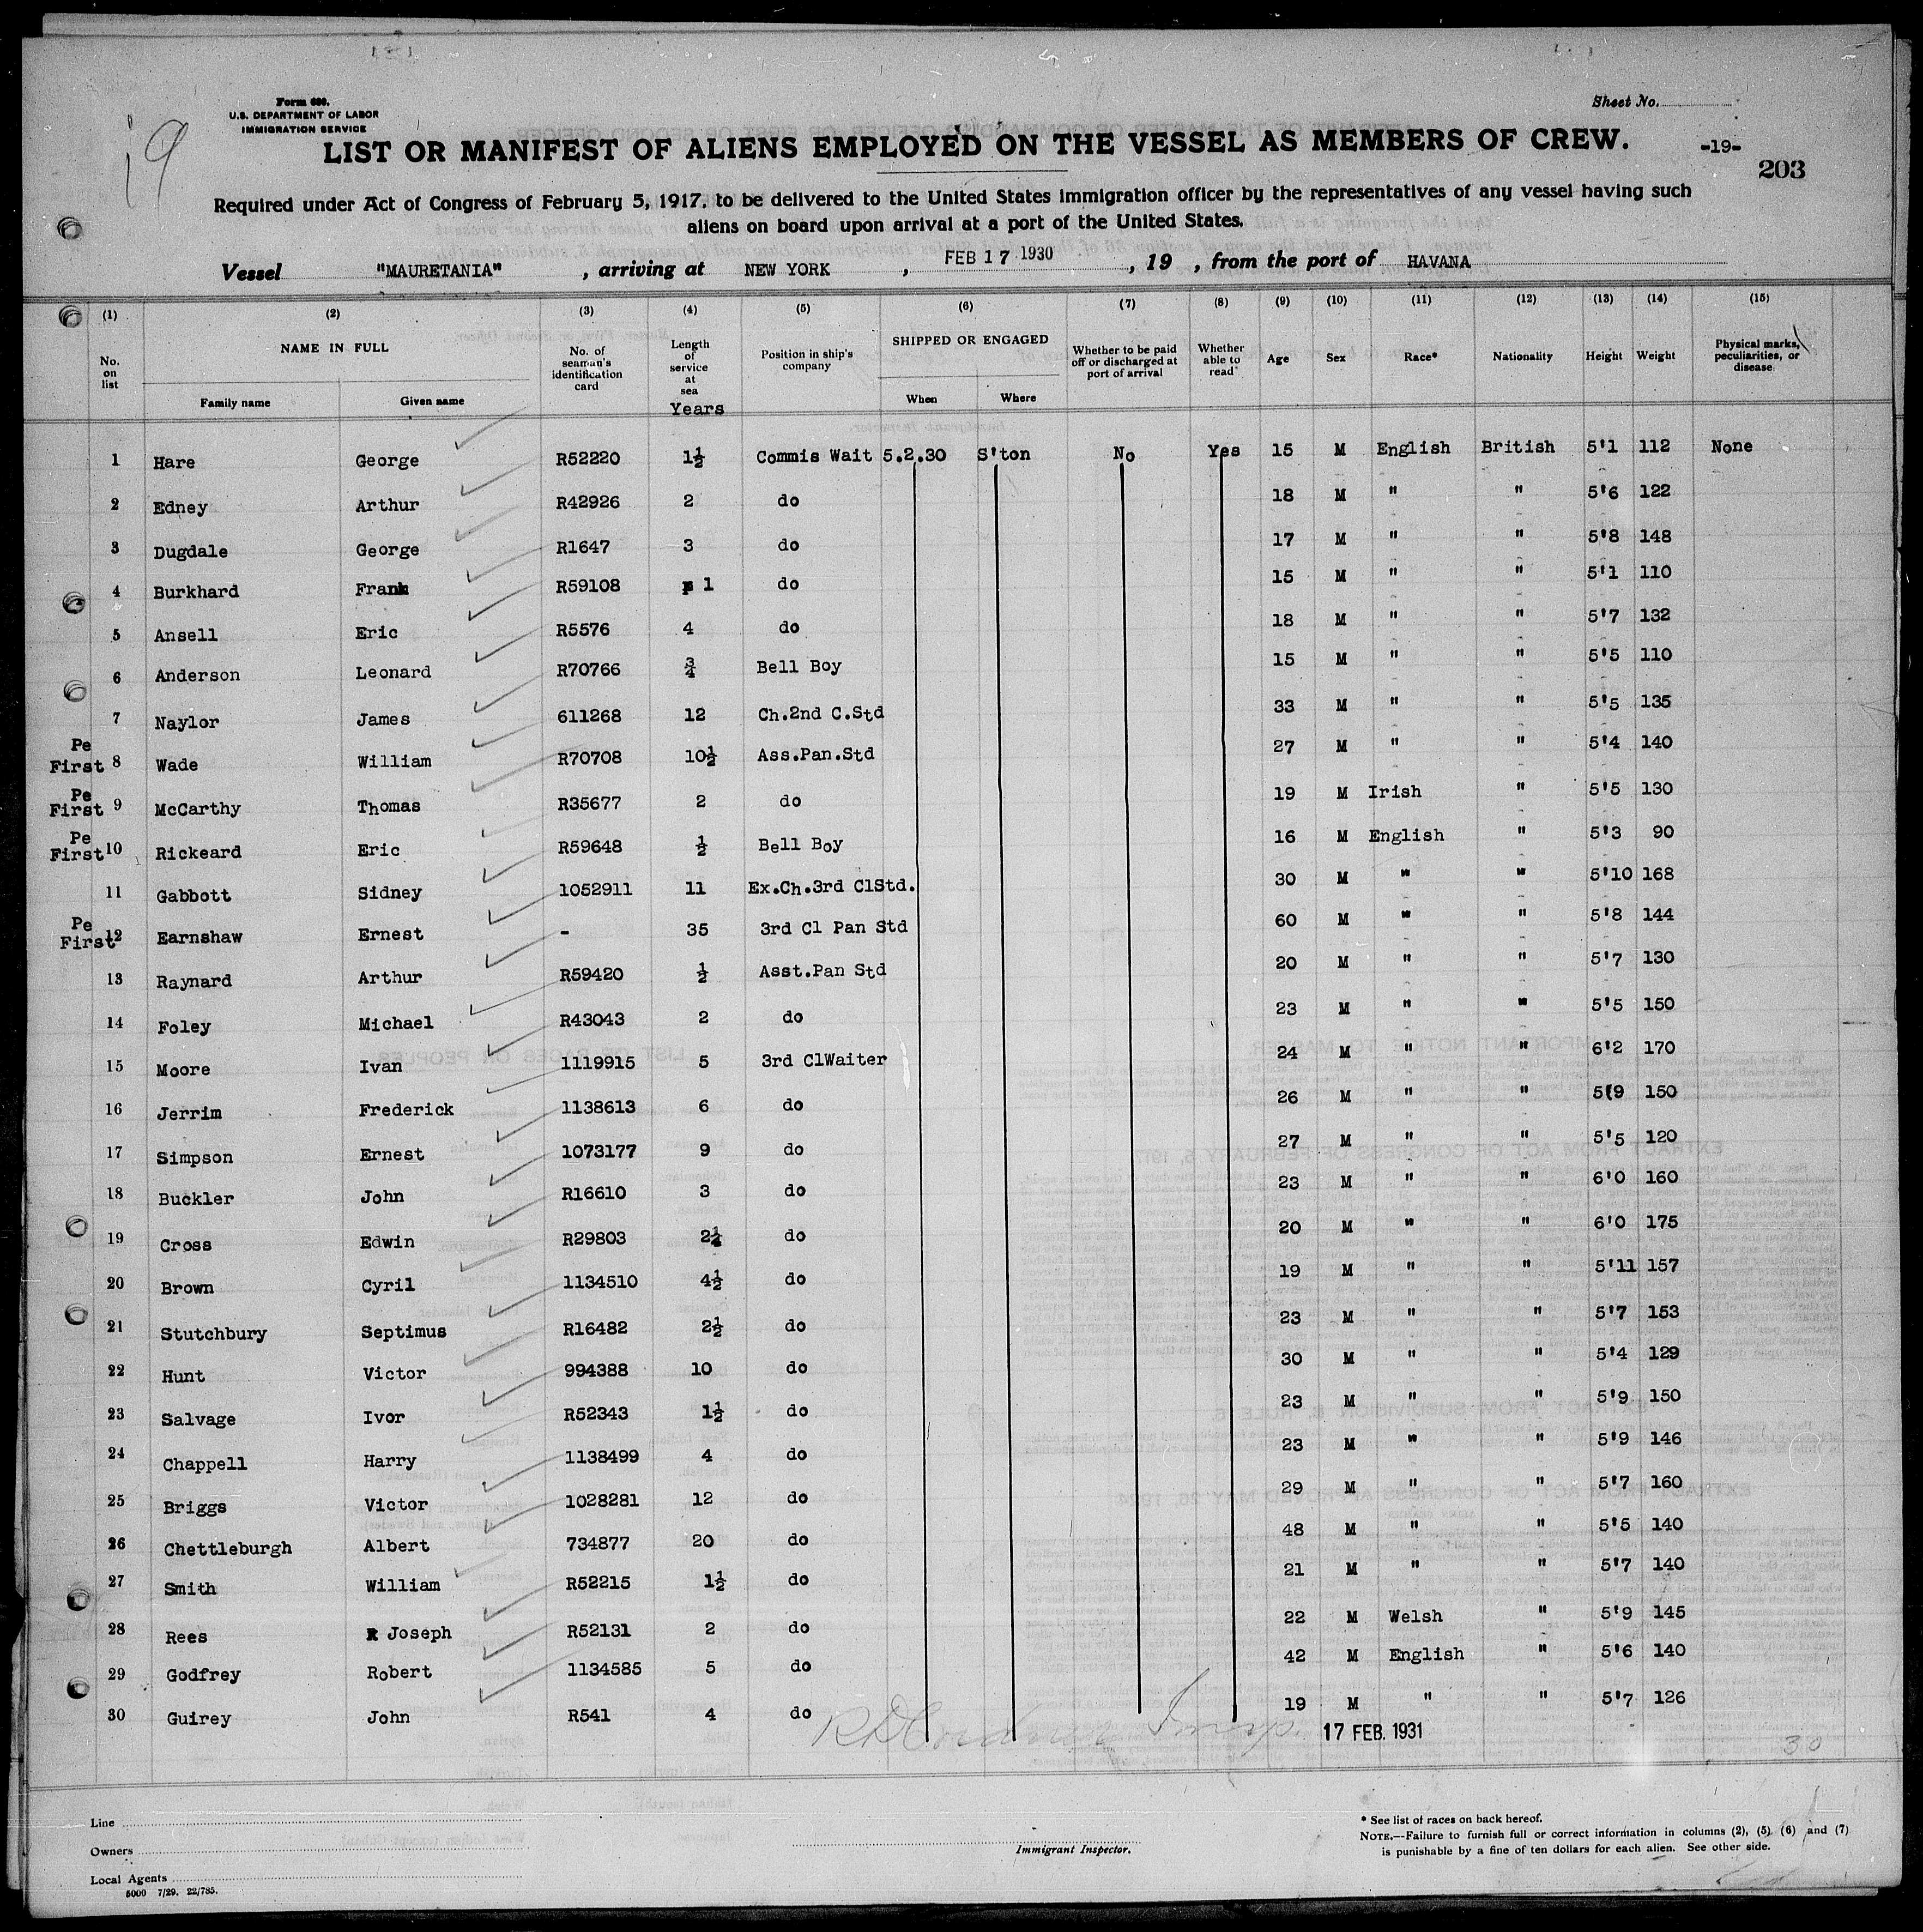 19
Form 680.
U.S. DEPARTMENT OF LABOR
IMMIGRATION SERVICE
Sheet No.
LIST OR MANIFEST OF ALIENS EMPLOYED ON THE VESSEL AS MEMBERS OF CREW.
-19-
203
Required under Act of Congress of February 5, 1917, to be delivered to the United States immigration officer by the representatives of any vessel having such
aliens on board upon arrival at a port of the United States.
Vessel "MAURETANIA", arriving at NEW YORK, FEB 17 1930, 19 , from the port of HAVANA
(1) (2) (3) (4) (5) (6) (7) (8) (9) (10) (11) (12) (13) (14) (15)
No. on list NAME IN FULL Family name Given name No. of seaman's identification card Length of service at sea Years Position in ship's company SHIPPED OR ENGAGED When Where Whether to be paid off or discharged at port of arrival Whether able to read Age Sex Race* Nationality Height Weight Physical marks, peculiarities, or disease
1 Hare George R52220 1½ Commis Wait 5.2.30 S'ton No Yes 15 M English British 5'1 112 None
2 Edney Arthur R42926 2 do 18 M " " 5'6 122
3 Dugdale George R1647 3 do 17 M " " 5'8 148
4 Burkhard Frank R59108 1 do 15 M " " 5'1 110
5 Ansell Eric R5576 4 do 18 M " " 5'7 132
6 Anderson Leonard R70766 ¾ Bell Boy 15 M " " 5'5 110
7 Naylor James 611268 12 Ch.2nd C.Std 33 M " " 5'5 135
Pe First 8 Wade William R70708 10½ Ass.Pan.Std 27 M " " 5'4 140
Pe First 9 McCarthy Thomas R35677 2 do 19 M Irish " 5'5 130
Pe First 10 Rickeard Eric R59648 ½ Bell Boy 16 M English " 5'3 90
11 Gabbott Sidney 1052911 11 Ex.Ch.3rd ClStd. 30 M " " 5'10 168
Pe First 12 Earnshaw Ernest - 35 3rd Cl Pan Std 60 M " " 5'8 144
13 Raynard Arthur R59420 ½ Asst.Pan Std 20 M " " 5'7 130
14 Foley Michael R43043 2 do 23 M " " 5'5 150
15 Moore Ivan 1119915 5 3rd ClWaiter 24 M " " 6'2 170
16 Jerrim Frederick 1138613 6 do 26 M " " 5(9 150
17 Simpson Ernest 1073177 9 do 27 M " " 5'5 120
18 Buckler John R16610 3 do 23 M " " 6'0 160
19 Cross Edwin R29803 2¼ do 20 M " " 6'0 175
20 Brown Cyril 1134510 4½ do 19 M " " 5'11 157
21 Stutchbury Septimus R16482 2½ do 23 M " " 5'7 153
22 Hunt Victor 994388 10 do 30 M " " 5'4 129
23 Salvage Ivor R52343 1½ do 23 M " " 5'9 150
24 Chappell Harry 1138499 4 do 23 M " " 5'9 146
25 Briggs Victor 1028281 12 do 29 M " " 5'7 160
26 Chettleburgh Albert 734877 20 do 48 M " " 5'5 140
27 Smith William R52215 1½ do 21 M " " 5'7 140
28 Rees Joseph R52131 2 do 22 M Welsh " 5'9 145
29 Godfrey Robert 1134585 5 do 42 M English " 5'6 140
30 Guirey John R541 4 do 19 M " " 5'7 126
17 FEB. 1931
30
Line
Owners
Local Agents
5000 7/29. 22/785.
Immigrant Inspector.
* See list of races on back hereof.
NOTE.—Failure to furnish full or correct information in columns (2), (5) (6) and (7)
is punishable by a fine of ten dollars for each alien. See other side.